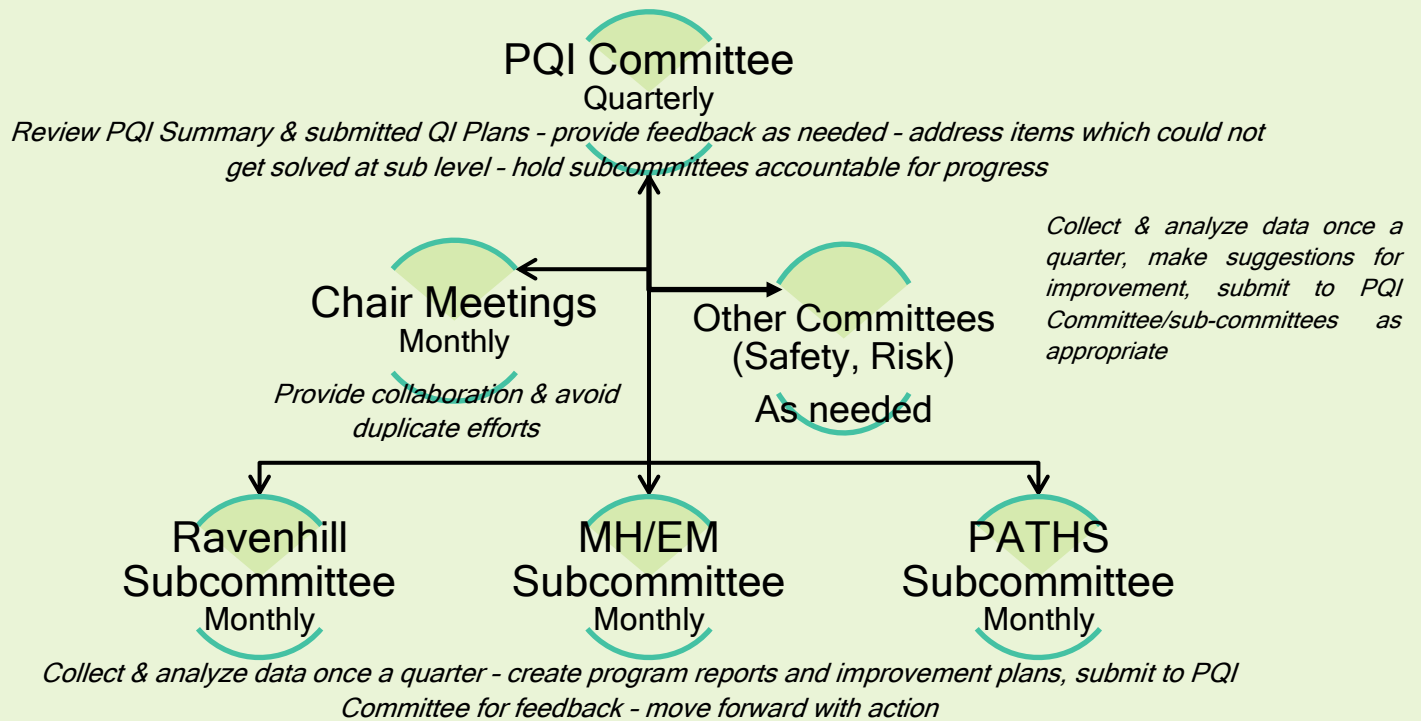 PQI Committee
Quarterly
Review PQI Summary & submitted QI Plans - provide feedback as needed - address items which could not
get solved at sub level - hold subcommittees accountable for progress
Collect & analyze data once a
quarter, make suggestions for
improvement, submit to PQI
Committee/sub-committees as
appropriate
Chair Meetings
Monthly
Provide collaboration & avoid
duplicate efforts
Other Committees
(Safety, Risk)
As needed
Ravenhill
Subcommittee
Monthly
MH/EM
Subcommittee
Monthly
PATHS
Subcommittee
Monthly
Collect & analyze data once a quarter - create program reports and improvement plans, submit to PQI
Committee for feedback - move forward with action